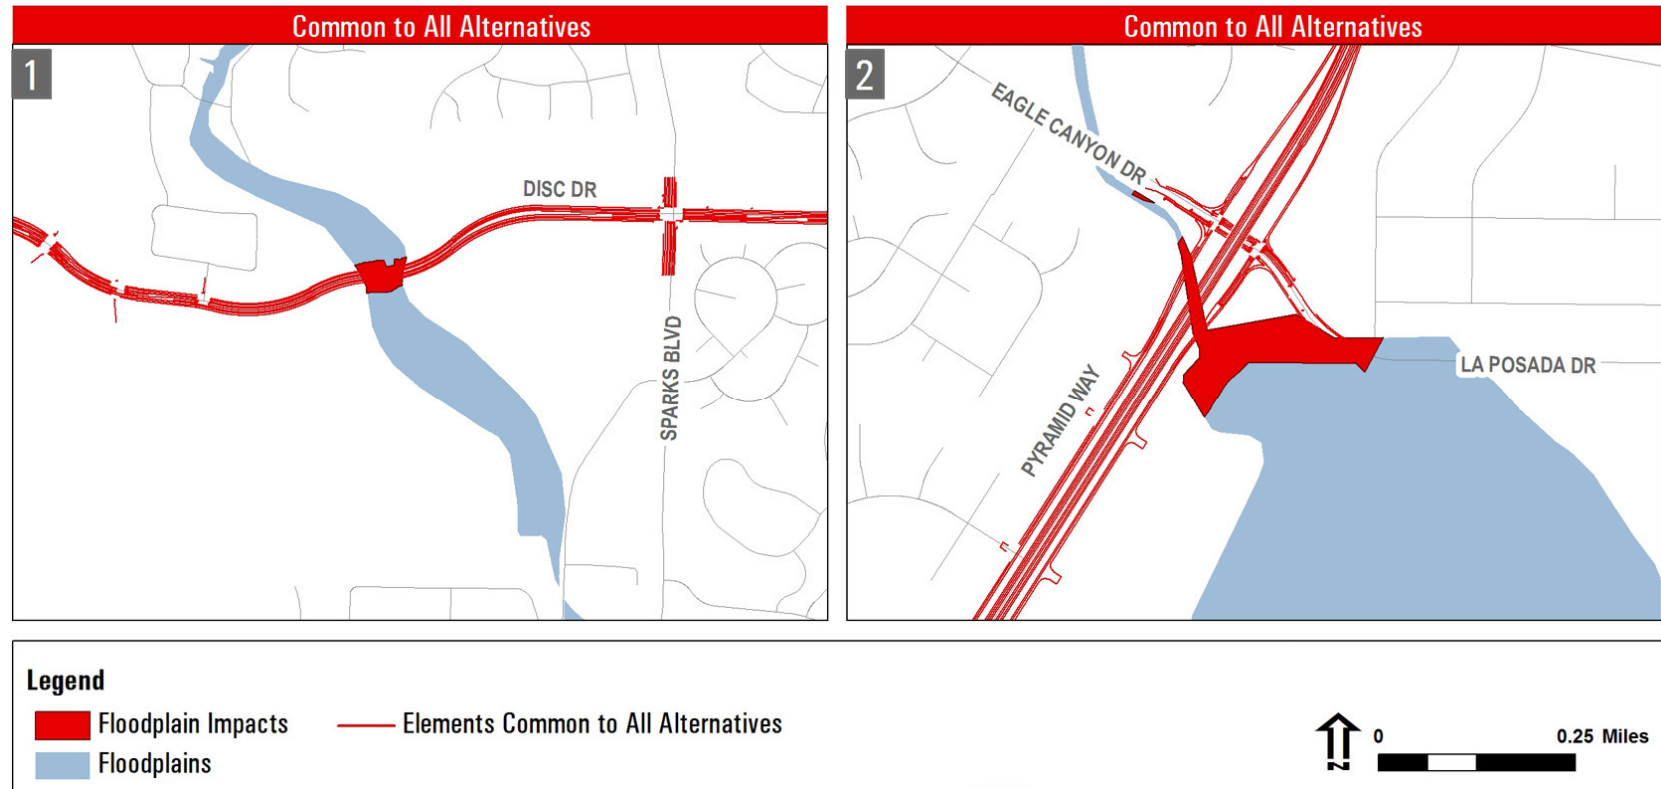 Common to All Alternatives
1
DISC DR
SPARKS BLVD
Common to All Alternatives
2
EAGLE CANYON DR
PYRAMID WAY
LA POSADA DR
Legend
Floodplain Impacts
Elements Common to All Alternatives
Floodplains
N
0 0.25 Miles